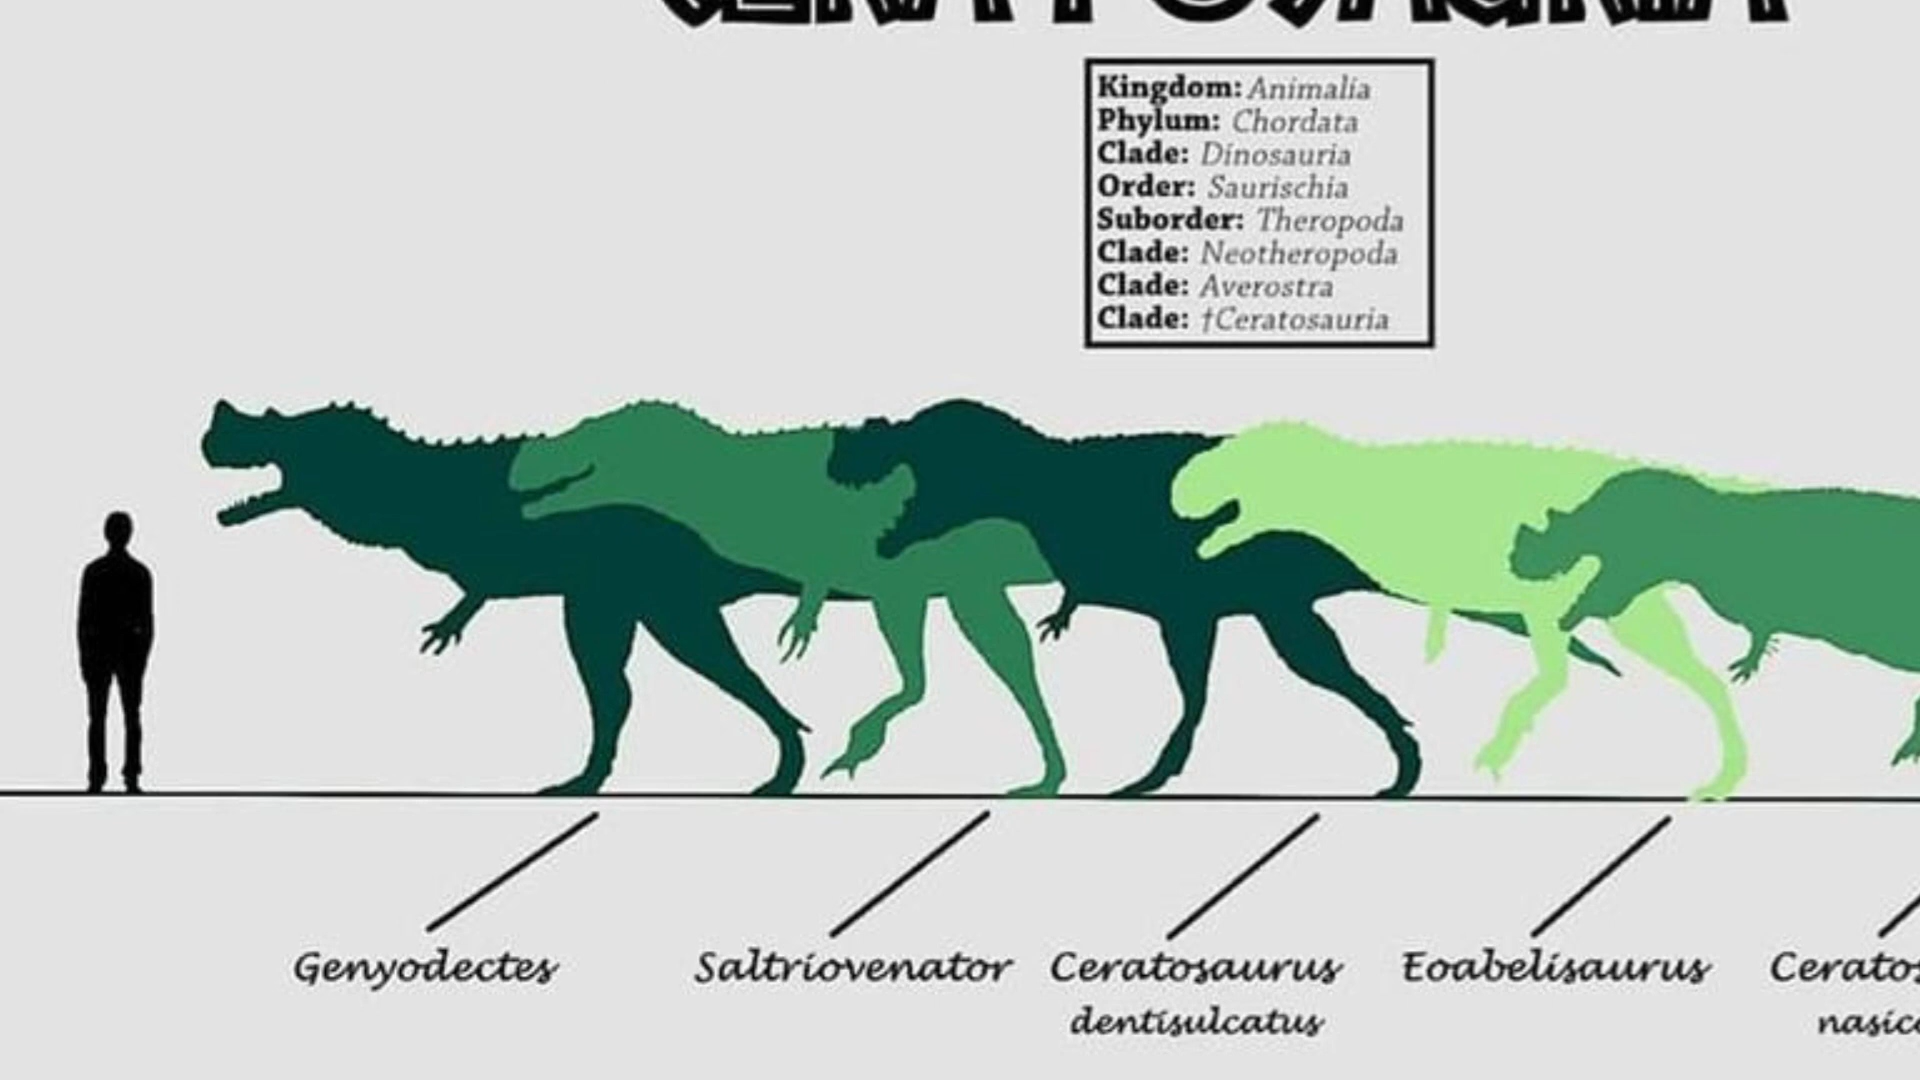 CERATOSAURIA
Kingdom: Animalia
Phylum: Chordata
Clade: Dinosauria
Order: Saurischia
Suborder: Theropoda
Clade: Neotheropoda
Clade: Averostra
Clade: †Ceratosauria
Genyodectes
Saltriovenator
Ceratosaurus
dentisulcatus
Eoabelisaurus